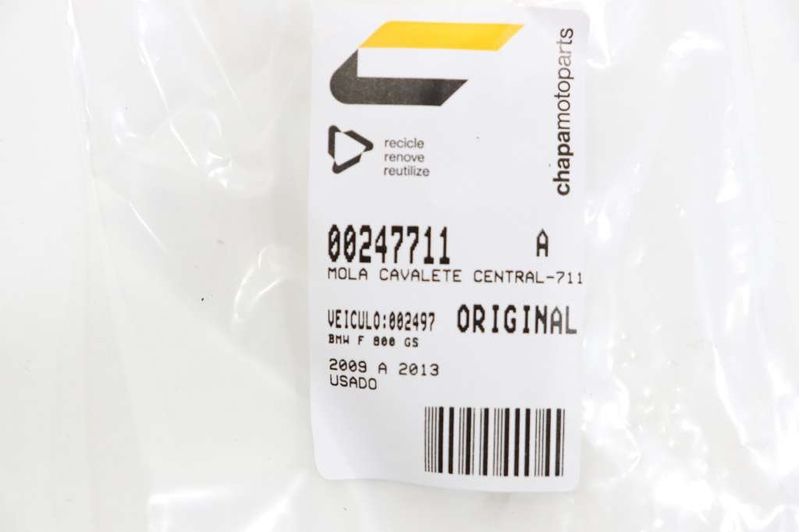 chapamotoparts
recicle
renove
reutilize
00247711 A
MOLA CAVALETE CENTRAL-711
VEICULO:002497 ORIGINAL
BMW F 800 GS
2009 A 2013
USADO